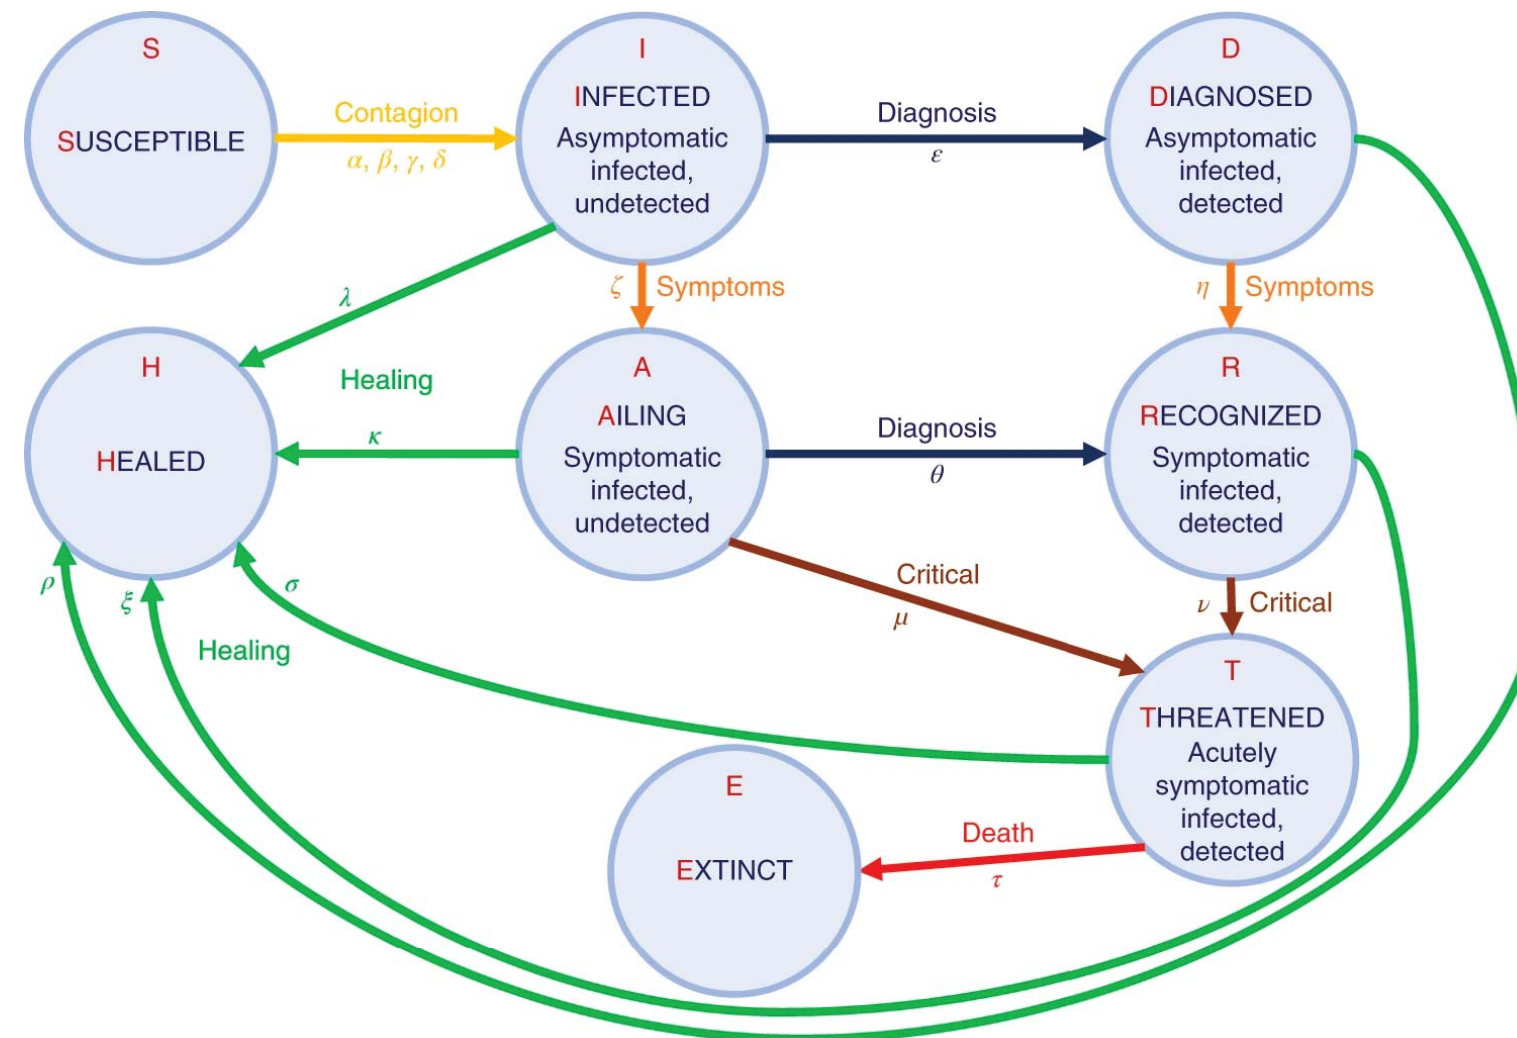 S
SUSCEPTIBLE
Contagion
α, β, γ, δ
I
INFECTED
Asymptomatic
infected,
undetected
Diagnosis
ε
D
DIAGNOSED
Asymptomatic
infected,
detected
λ
ζ
Symptoms
η
Symptoms
H
HEALED
Healing
κ
A
AILING
Symptomatic
infected,
undetected
Diagnosis
θ
R
RECOGNIZED
Symptomatic
infected,
detected
ρ
ξ
σ
Healing
Critical
μ
ν
Critical
T
THREATENED
Acutely
symptomatic
infected,
detected
E
EXTINCT
Death
τ